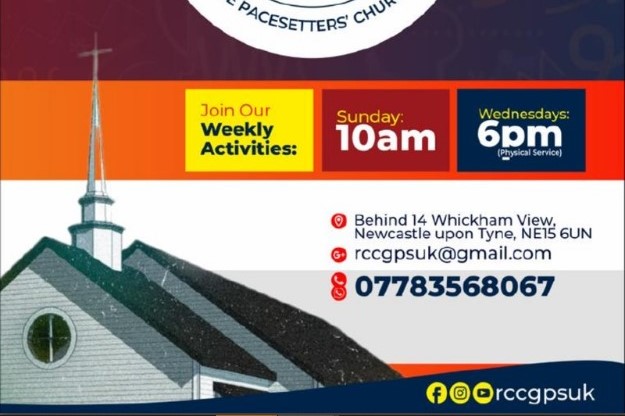 PACESETTERS' CHUR
Join Our
Weekly
Activities:
Sunday:
10am
Wednesdays:
6pm
(Physical Service)
Behind 14 Whickham View,
Newcastle upon Tyne, NE15 6UN
rccgpsuk@gmail.com
07783568067
rccgpsuk